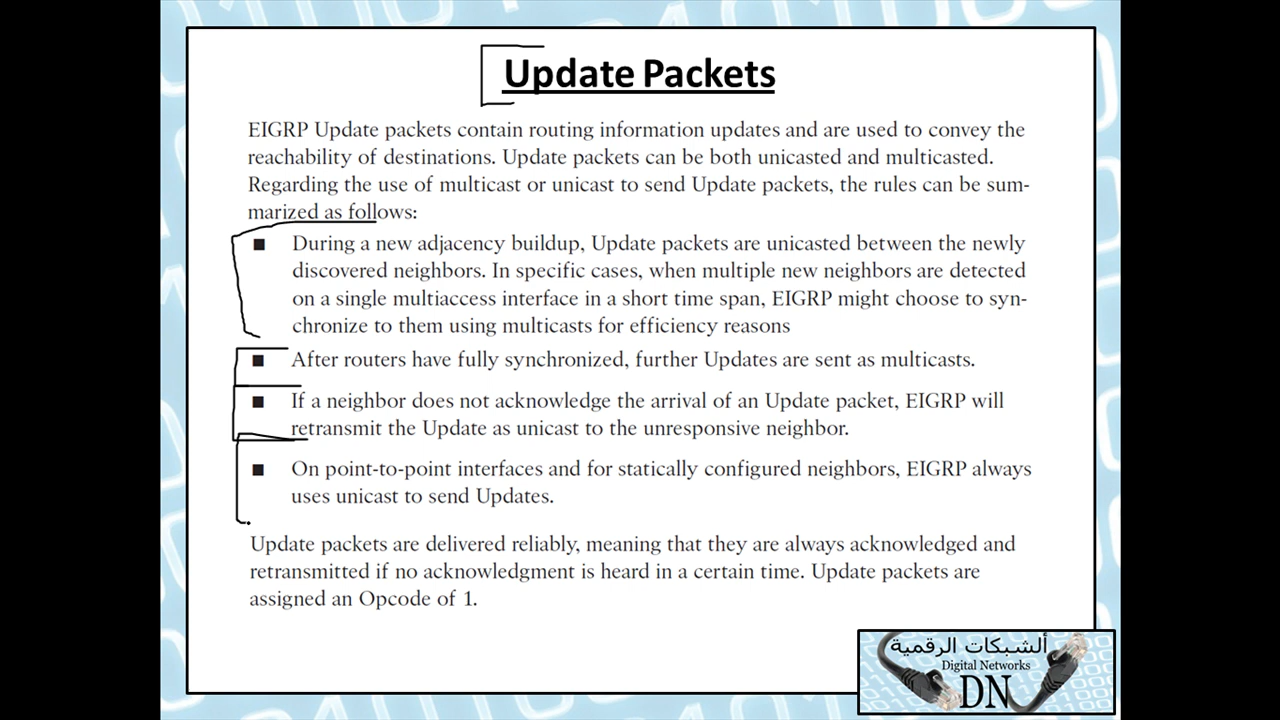 Update Packets
EIGRP Update packets contain routing information updates and are used to convey the
reachability of destinations. Update packets can be both unicasted and multicasted.
Regarding the use of multicast or unicast to send Update packets, the rules can be sum-
marized as follows:
■ During a new adjacency buildup, Update packets are unicasted between the newly
discovered neighbors. In specific cases, when multiple new neighbors are detected
on a single multiaccess interface in a short time span, EIGRP might choose to syn-
chronize to them using multicasts for efficiency reasons
■ After routers have fully synchronized, further Updates are sent as multicasts.
■ If a neighbor does not acknowledge the arrival of an Update packet, EIGRP will
retransmit the Update as unicast to the unresponsive neighbor.
■ On point-to-point interfaces and for statically configured neighbors, EIGRP always
uses unicast to send Updates.
Update packets are delivered reliably, meaning that they are always acknowledged and
retransmitted if no acknowledgment is heard in a certain time. Update packets are
assigned an Opcode of 1.
ألشبكات الرقمية
Digital Networks
DN